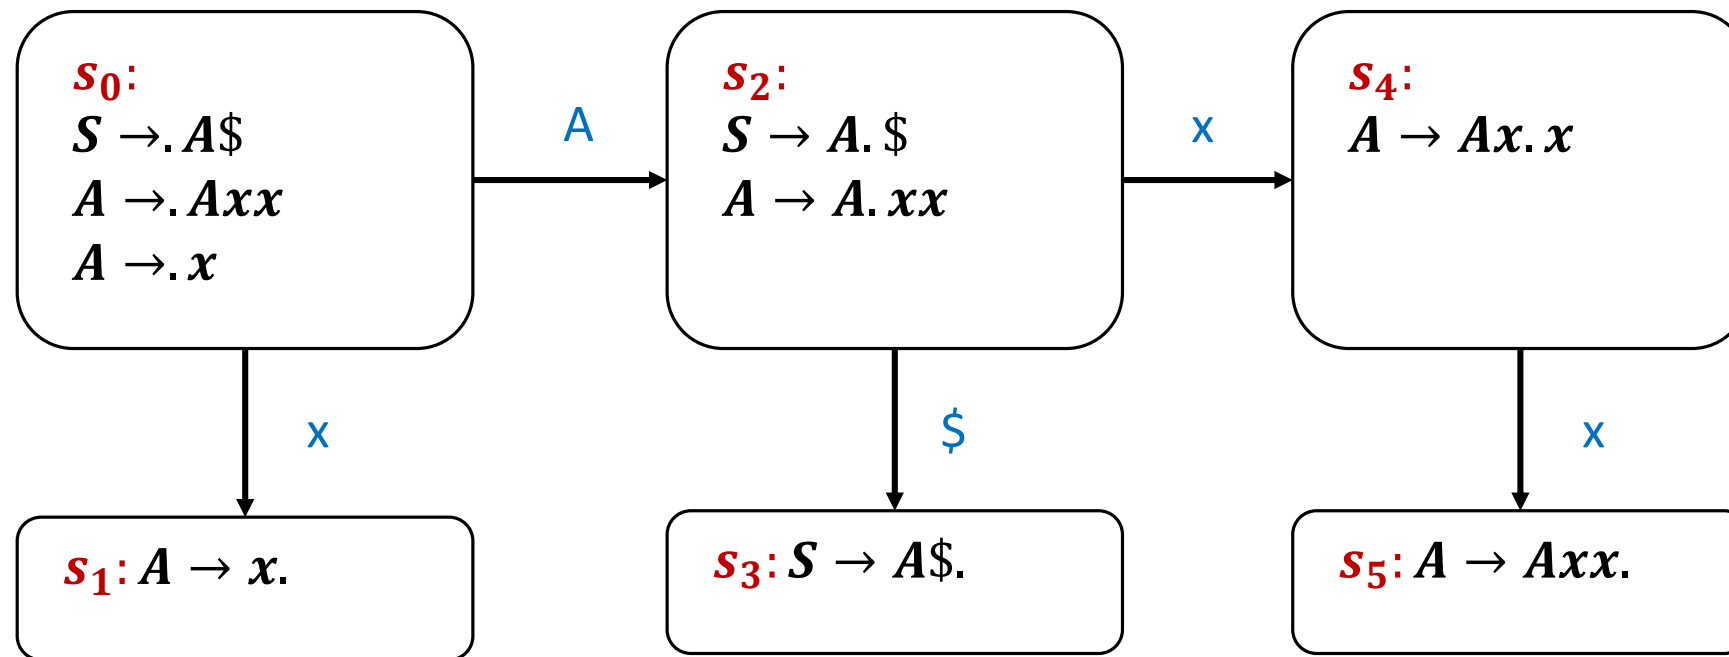 s₀:
S →. A$
A →. Axx
A →. x
A
x
s₂:
S → A. $
A → A. xx
x
$
s₄:
A → Ax. x
x
s₁: A → x.
s₃: S → A$.
s₅: A → Axx.